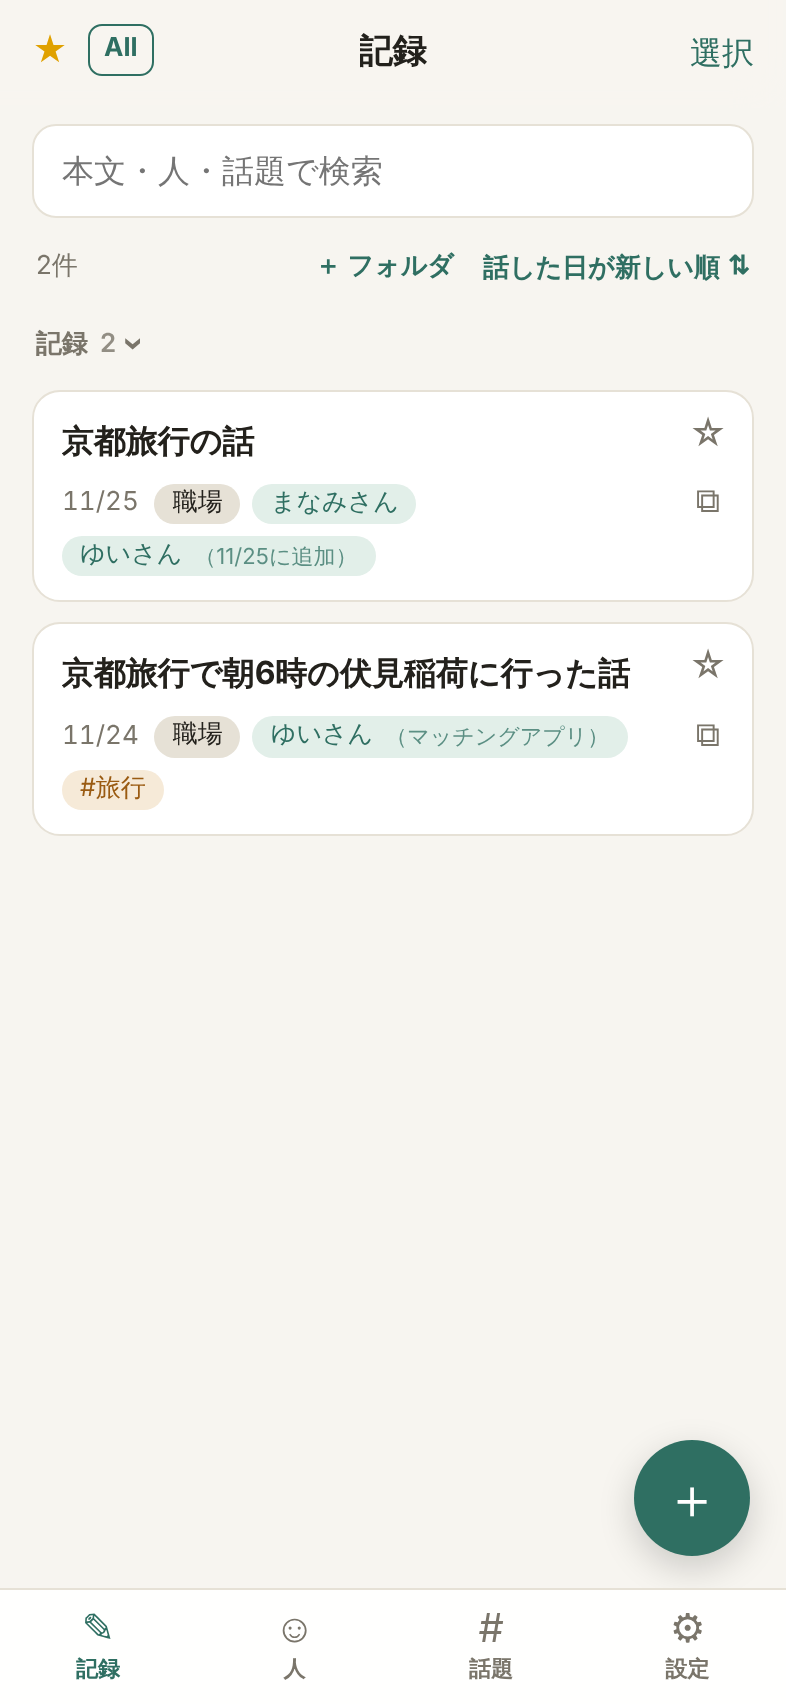 ★ All 記録 選択
本文・人・話題で検索
2件 + フォルダ 話した日が新しい順 ⇅
記録 2
京都旅行の話 ☆
11/25 職場 まなみさん
ゆいさん （11/25に追加）
京都旅行で朝6時の伏見稲荷に行った話 ☆
11/24 職場 ゆいさん （マッチングアプリ）
#旅行
+
記録 人 # 話題 設定